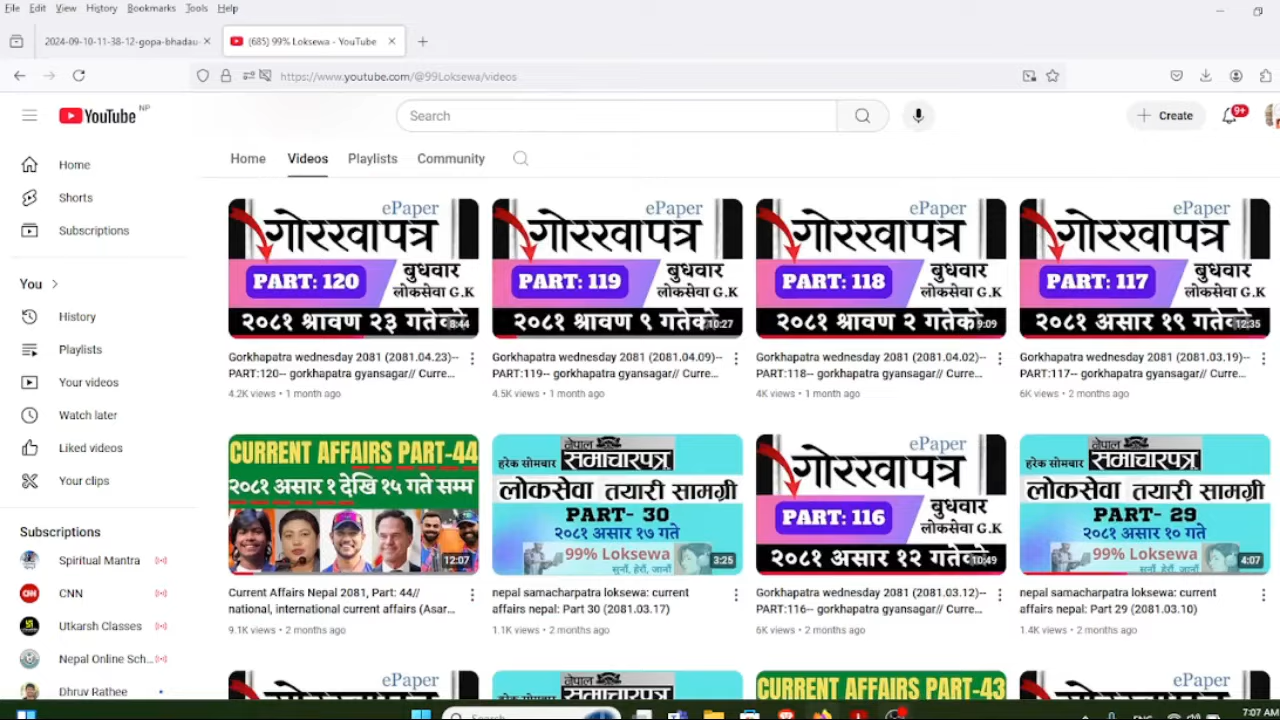 File Edit View History Bookmarks Tools Help
2024-09-10-11-38-12-gopa-bhadau-
(685) 99% Loksewa - YouTube
https://www.youtube.com/@99Loksewa/videos
YouTube NP
Search
Create
9+
Home
Shorts
Subscriptions
You
History
Playlists
Your videos
Watch later
Liked videos
Your clips
Subscriptions
Spiritual Mantra
CNN
Utkarsh Classes
Nepal Online Sch...
Dhruv Rathee
Home Videos Playlists Community
ePaper
गोरखापत्र
PART: 120
बुधवार
लोकसेवा G.K
२०८१ श्रावण २३ गतेको
8:44
Gorkhapatra wednesday 2081 (2081.04.23)--
PART:120-- gorkhapatra gyansagar// Curre...
4.2K views • 1 month ago
ePaper
गोरखापत्र
PART: 119
बुधवार
लोकसेवा G.K
२०८१ श्रावण ९ गतेको
10:27
Gorkhapatra wednesday 2081 (2081.04.09)--
PART:119-- gorkhapatra gyansagar// Curre...
4.5K views • 1 month ago
ePaper
गोरखापत्र
PART: 118
बुधवार
लोकसेवा G.K
२०८१ श्रावण २ गतेको
9:09
Gorkhapatra wednesday 2081 (2081.04.02)--
PART:118-- gorkhapatra gyansagar// Curre...
4K views • 1 month ago
ePaper
गोरखापत्र
PART: 117
बुधवार
लोकसेवा G.K
२०८१ असार १९ गतेको
12:35
Gorkhapatra wednesday 2081 (2081.03.19)--
PART:117-- gorkhapatra gyansagar// Curre...
6K views • 2 months ago
CURRENT AFFAIRS PART-44
२०८१ असार १ देखि १५ गते सम्म
12:07
Current Affairs Nepal 2081, Part: 44//
national, international current affairs (Asar...
9.1K views • 2 months ago
नेपाल
हरेक सोमबार समाचारपत्र
लोकसेवा तयारी सामग्री
PART- 30
२०८१ असार १७ गते
99% Loksewa
सुनौं, हेरौं, जानौं
3:25
nepal samacharpatra loksewa: current
affairs nepal: Part 30 (2081.03.17)
1.1K views • 2 months ago
ePaper
गोरखापत्र
PART: 116
बुधवार
लोकसेवा G.K
२०८१ असार १२ गतेको
10:49
Gorkhapatra wednesday 2081 (2081.03.12)--
PART:116-- gorkhapatra gyansagar// Curre...
6K views • 2 months ago
नेपाल
हरेक सोमबार समाचारपत्र
लोकसेवा तयारी सामग्री
PART- 29
२०८१ असार १० गते
99% Loksewa
सुनौं, हेरौं, जानौं
4:07
nepal samacharpatra loksewa: current
affairs nepal: Part 29 (2081.03.10)
1.4K views • 2 months ago
ePaper
CURRENT AFFAIRS PART-43
ePaper
Search
ENG
7:07 AM